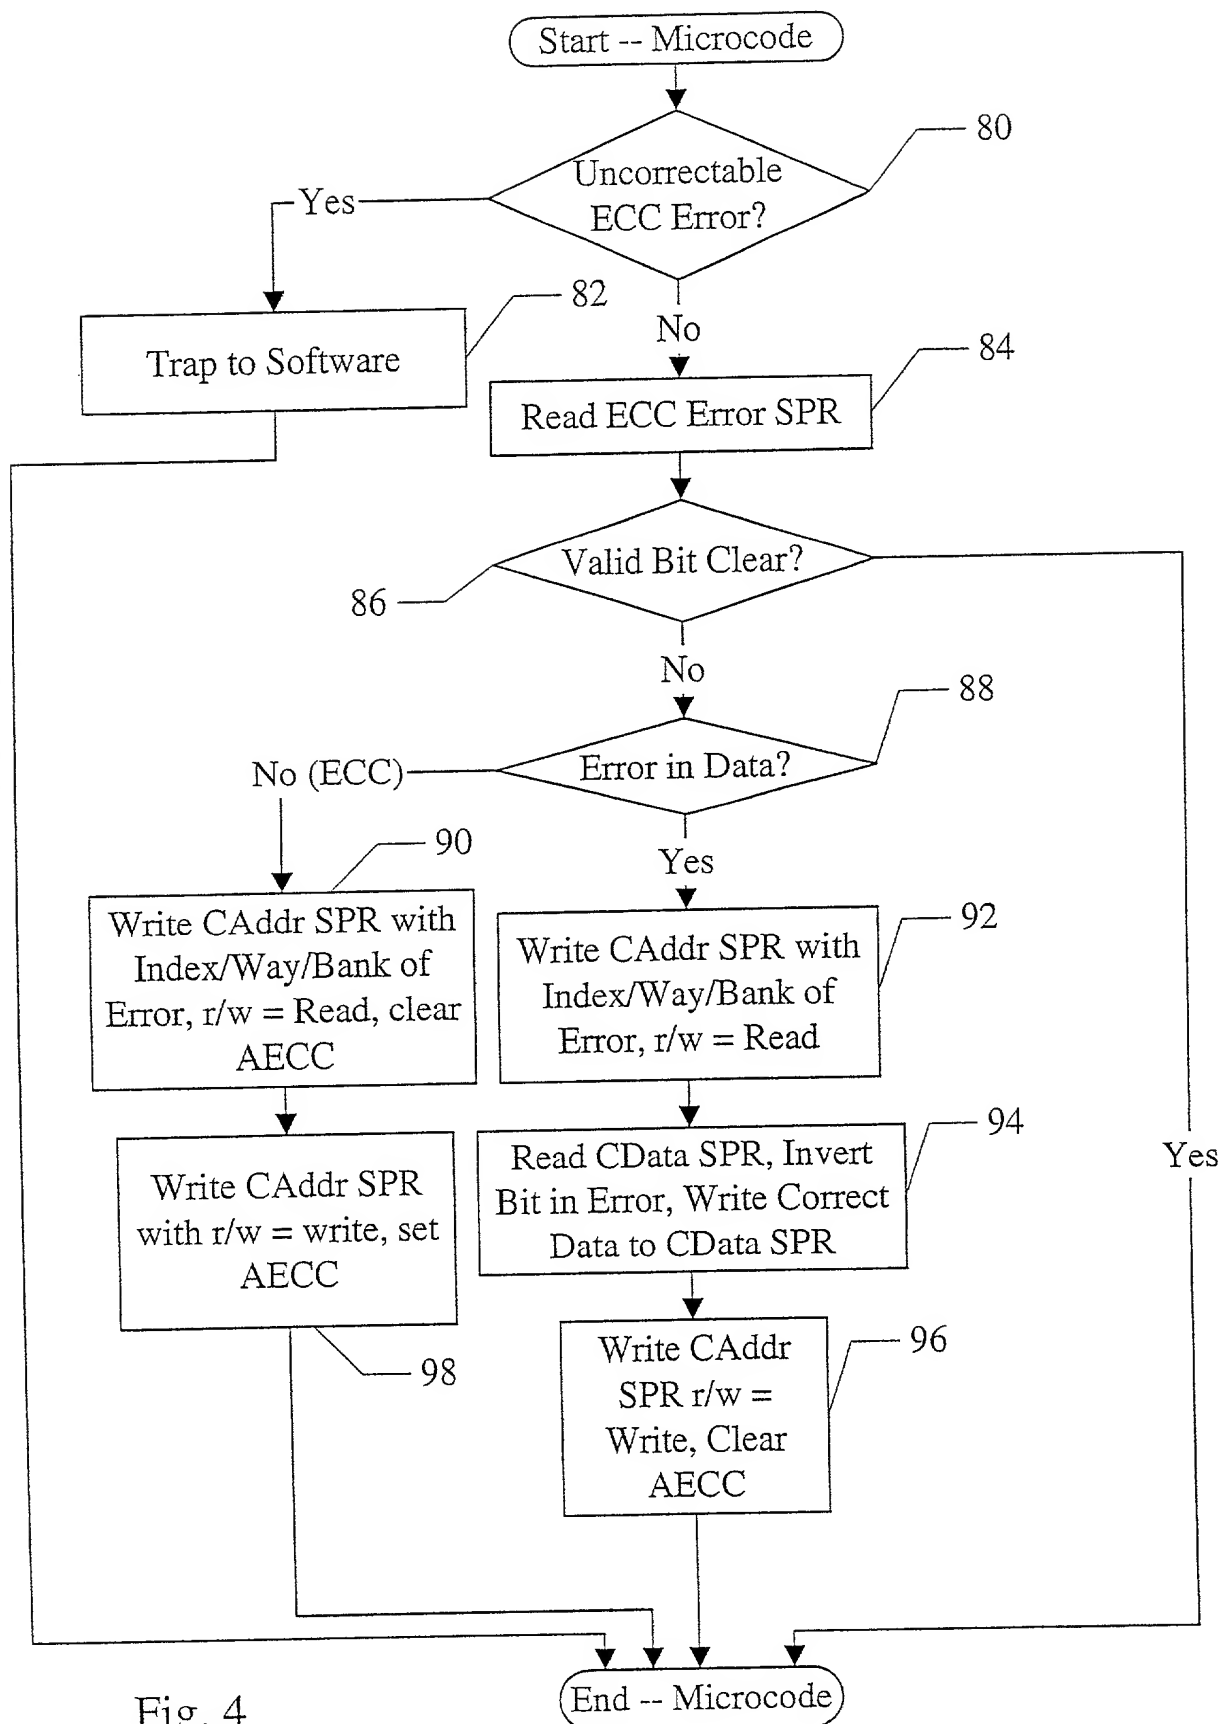 Start -- Microcode
80
Uncorrectable
ECC Error?
Yes
82
Trap to Software
No
84
Read ECC Error SPR
Valid Bit Clear?
86
No
88
Error in Data?
No (ECC)
Yes
90
Write CAddr SPR with
Index/Way/Bank of
Error, r/w = Read, clear
AECC
92
Write CAddr SPR with
Index/Way/Bank of
Error, r/w = Read
94
Read CData SPR, Invert
Bit in Error, Write Correct
Data to CData SPR
Yes
Write CAddr SPR
with r/w = write, set
AECC
98
96
Write CAddr
SPR r/w =
Write, Clear
AECC
End -- Microcode
Fig. 4